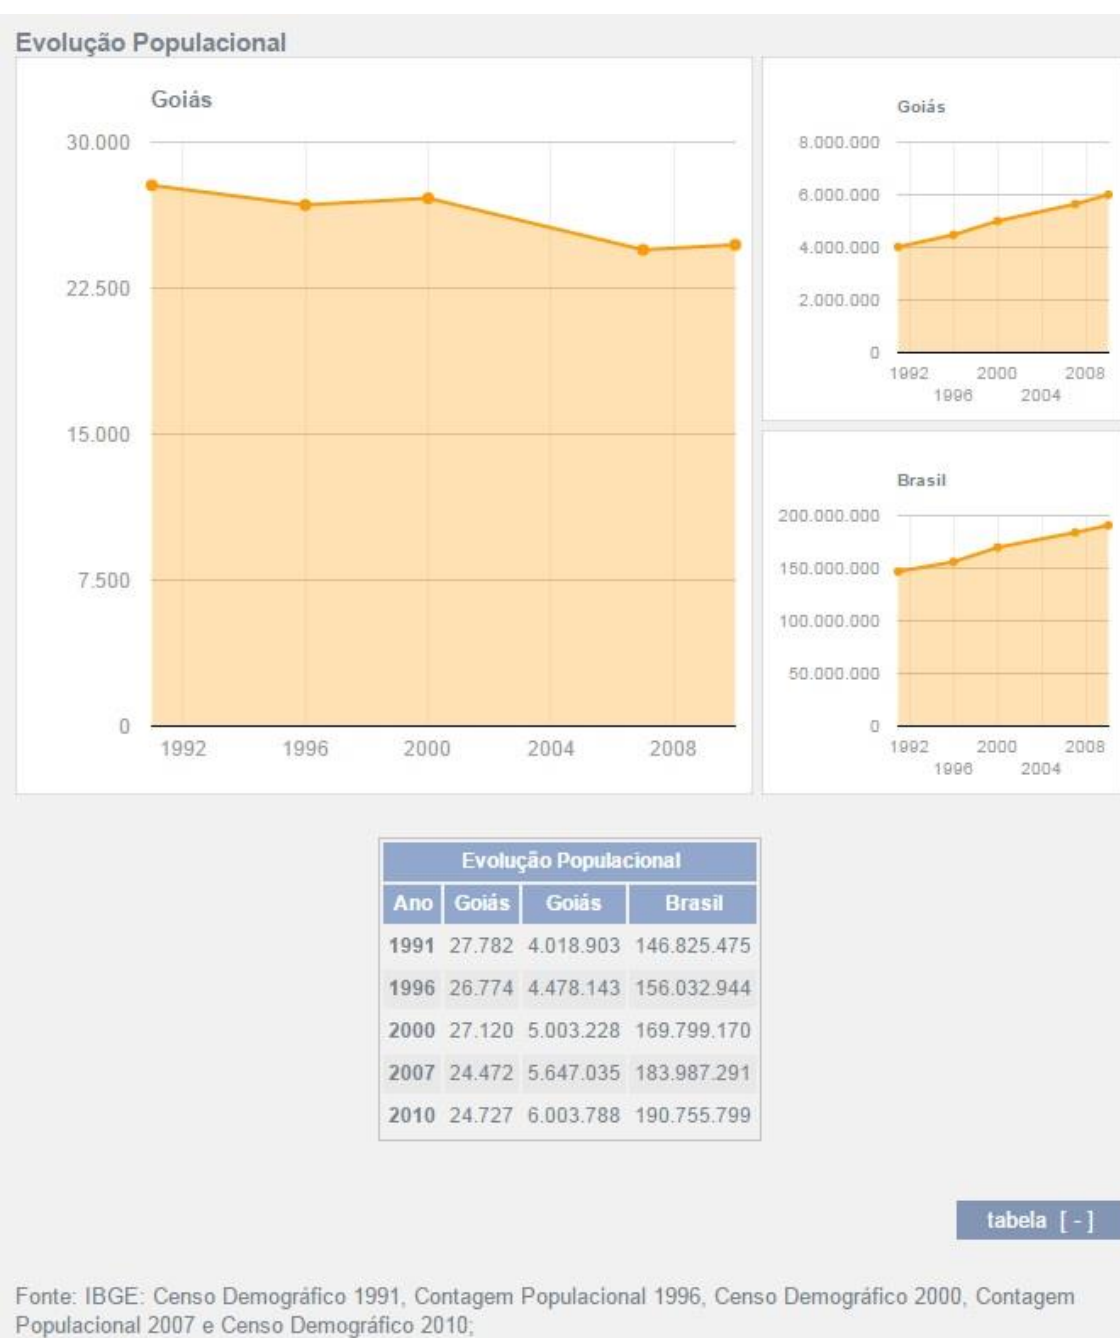 Evolução Populacional
Goiás
30.000
22.500
15.000
7.500
0
1992 1996 2000 2004 2008
Goiás
8.000.000
6.000.000
4.000.000
2.000.000
0
1992 2000 2008
1996 2004
Brasil
200.000.000
150.000.000
100.000.000
50.000.000
0
1992 2000 2008
1996 2004
Evolução Populacional
Ano Goiás Goiás Brasil
1991 27.782 4.018.903 146.825.475
1996 26.774 4.478.143 156.032.944
2000 27.120 5.003.228 169.799.170
2007 24.472 5.647.035 183.987.291
2010 24.727 6.003.788 190.755.799
tabela [ - ]
Fonte: IBGE: Censo Demográfico 1991, Contagem Populacional 1996, Censo Demográfico 2000, Contagem
Populacional 2007 e Censo Demográfico 2010;